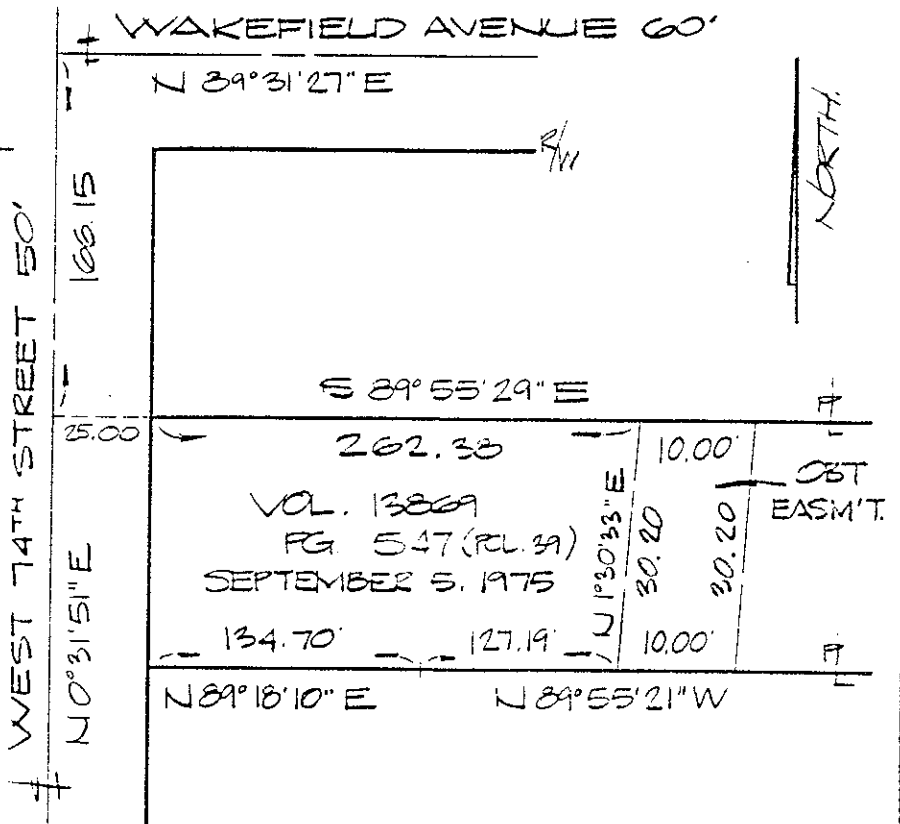 WAKEFIELD AVENUE 60'
N 89°31'27" E
R/W
NORTH.
WEST 74TH STREET 50'
166.15
S 89°55'29" E
25.00
262.38
10.00'
OBT
EASM'T.
VOL. 13869
PG. 547 (PCL. 39)
SEPTEMBER 5, 1975
N 1°30'33" E
30.20
30.20
N 0°31'51" E
134.70'
127.19'
10.00'
N 89°18'10" E
N 89°55'21" W